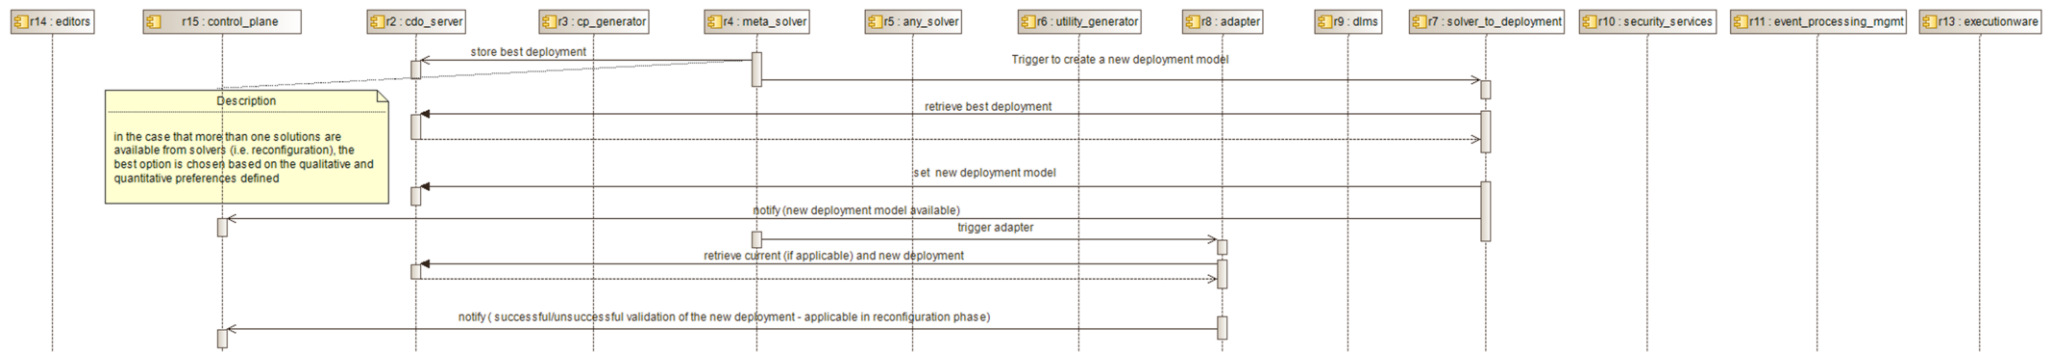 r14 : editors
r15 : control_plane
r2 : cdo_server
r3 : cp_generator
r4 : meta_solver
r5 : any_solver
r6 : utility_generator
r8 : adapter
r9 : dlms
r7 : solver_to_deployment
r10 : security_services
r11 : event_processing_mgmt
r13 : executionware
store best deployment
Trigger to create a new deployment model
Description
in the case that more than one solutions are
available from solvers (i.e. reconfiguration), the
best option is chosen based on the qualitative and
quantitative preferences defined
retrieve best deployment
set new deployment model
notify (new deployment model available)
trigger adapter
retrieve current (if applicable) and new deployment
notify ( successful/unsuccessful validation of the new deployment - applicable in reconfiguration phase)